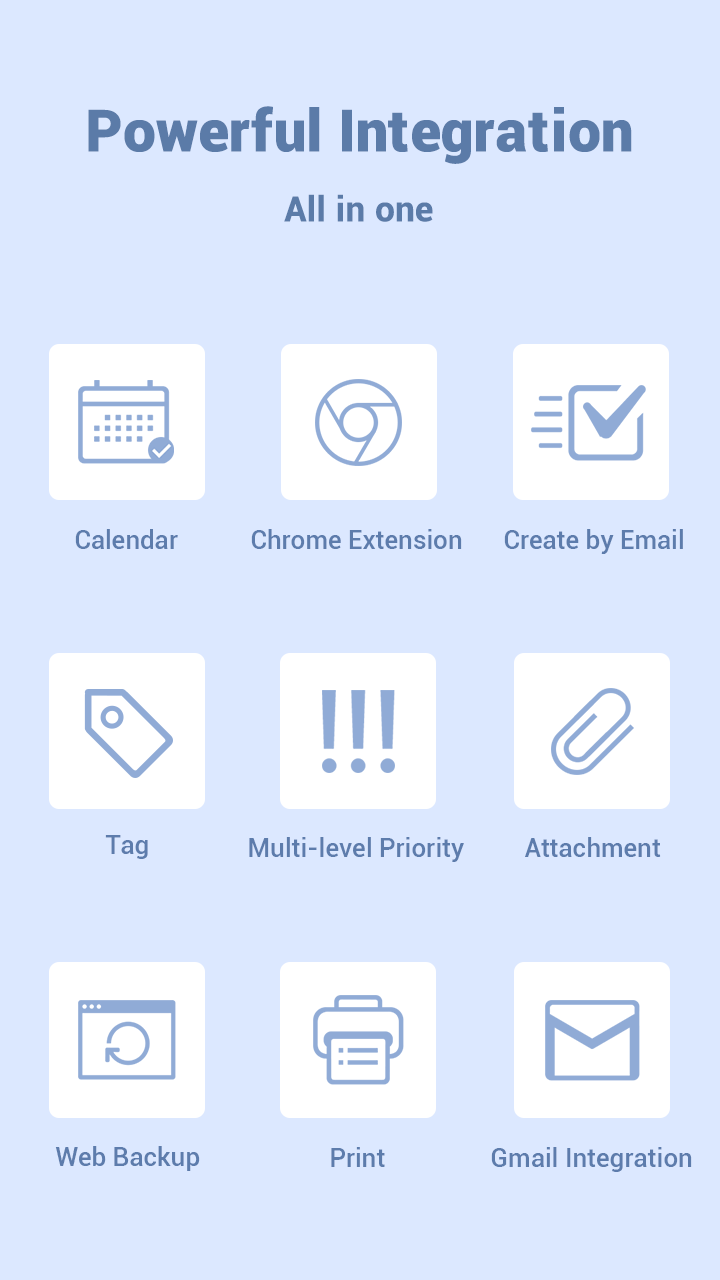 Powerful Integration
All in one
Calendar
Chrome Extension
Create by Email
Tag
Multi-level Priority
Attachment
Web Backup
Print
Gmail Integration